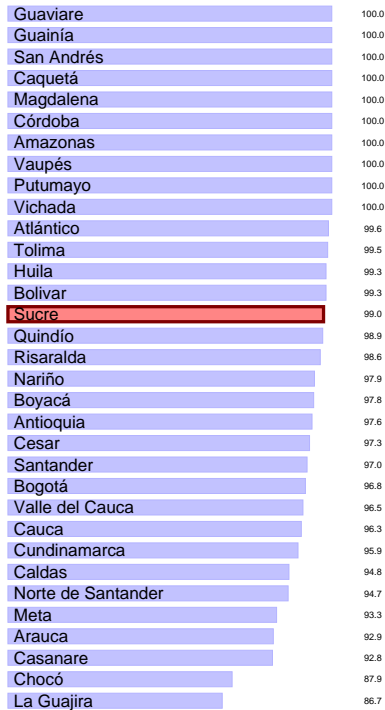 Guaviare 100.0
Guainía 100.0
San Andrés 100.0
Caquetá 100.0
Magdalena 100.0
Córdoba 100.0
Amazonas 100.0
Vaupés 100.0
Putumayo 100.0
Vichada 100.0
Atlántico 99.6
Tolima 99.5
Huila 99.3
Bolivar 99.3
Sucre 99.0
Quindío 98.9
Risaralda 98.6
Nariño 97.9
Boyacá 97.8
Antioquia 97.6
Cesar 97.3
Santander 97.0
Bogotá 96.8
Valle del Cauca 96.5
Cauca 96.3
Cundinamarca 95.9
Caldas 94.8
Norte de Santander 94.7
Meta 93.3
Arauca 92.9
Casanare 92.8
Chocó 87.9
La Guajira 86.7